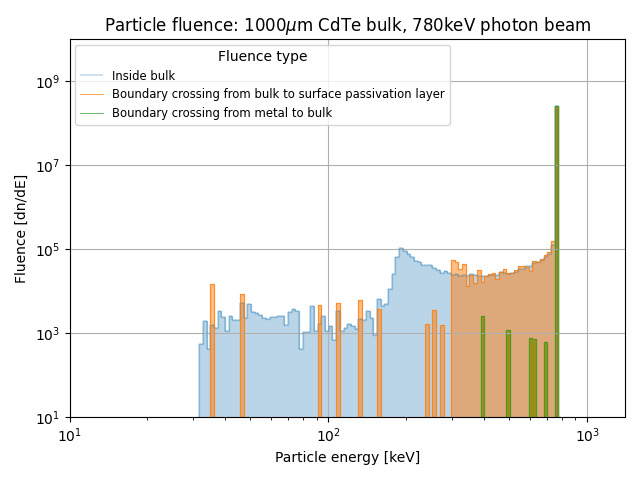 Particle fluence: 1000μm CdTe bulk, 780keV photon beam
Fluence type
Inside bulk
Boundary crossing from bulk to surface passivation layer
Boundary crossing from metal to bulk
Fluence [dn/dE]
10⁹
10⁷
10⁵
10³
10¹
10¹ 10² 10³
Particle energy [keV]